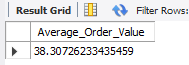 Result Grid Filter Rows:
Average_Order_Value
38.30726233435459